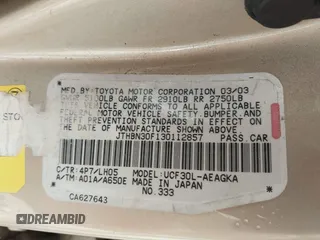 STO
MFD BY: TOYOTA MOTOR CORPORATION 03/03
GVWR 5100LB GAWR FR 2910LB RR 2750LB
THIS VEHICLE CONFORMS TO ALL APPLICABLE
FEDERAL MOTOR VEHICLE SAFETY, BUMPER, AND
THEFT PREVENTION STANDARDS IN EFFECT ON
THE DATE OF MANUFACTURE SHOWN ABOVE.
JTHBN30F130112857 PASS. CAR
C/TR: 4P7/LH05 MODEL: UCF30L-AEAGKA
A/TM: A01A/A650E MADE IN JAPAN
NO.333
CA627643
DREAMBID